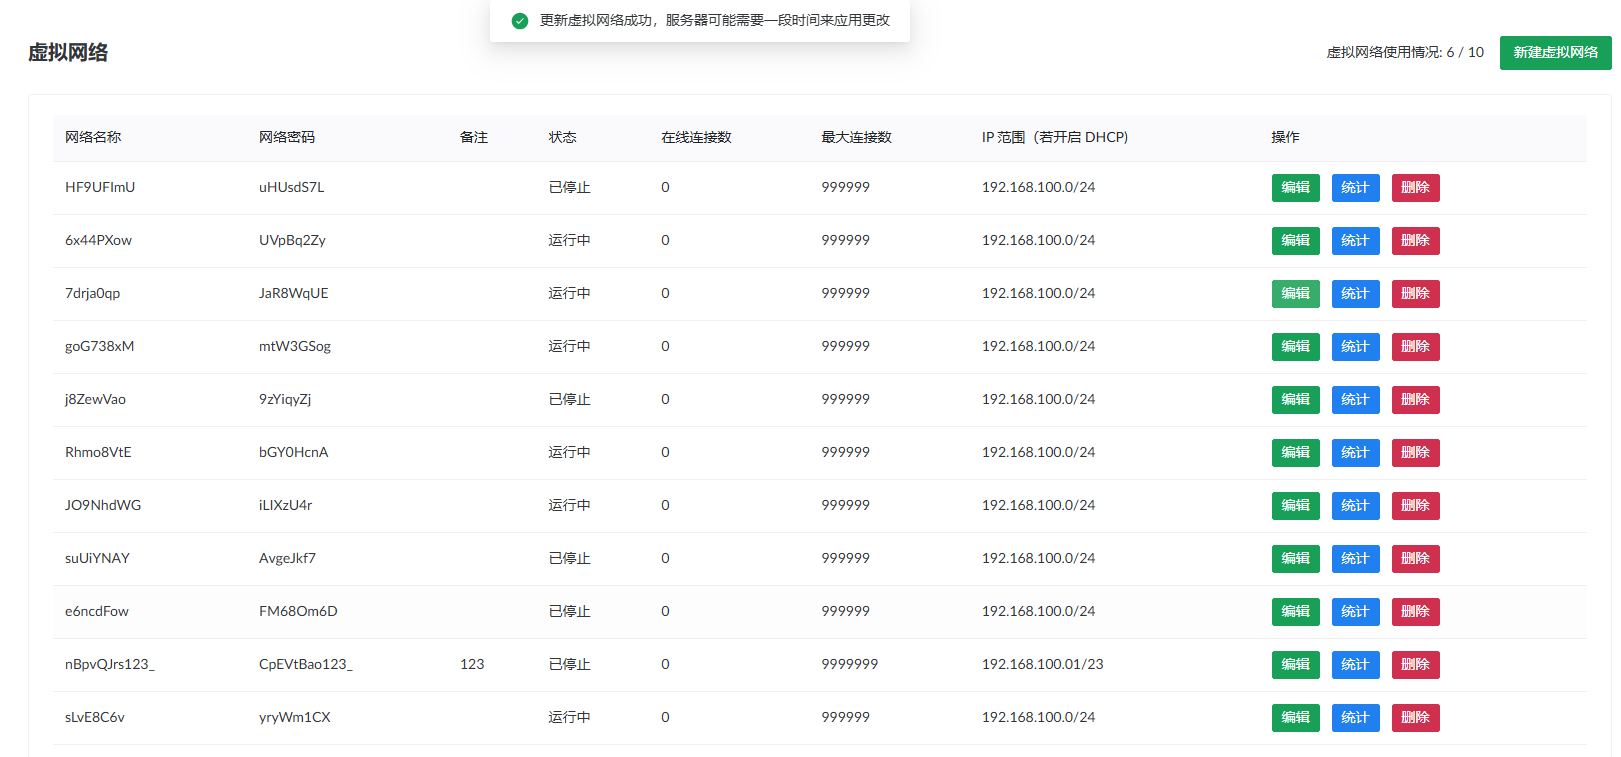 更新虚拟网络成功，服务器可能需要一段时间来应用更改
虚拟网络
虚拟网络使用情况: 6 / 10
新建虚拟网络
网络名称 网络密码 备注 状态 在线连接数 最大连接数 IP 范围（若开启 DHCP) 操作
HF9UFImU uHUsdS7L 已停止 0 999999 192.168.100.0/24 编辑 统计 删除
6x44PXow UVpBq2Zy 运行中 0 999999 192.168.100.0/24 编辑 统计 删除
7drja0qp JaR8WqUE 运行中 0 999999 192.168.100.0/24 编辑 统计 删除
goG738xM mtW3GSog 运行中 0 999999 192.168.100.0/24 编辑 统计 删除
j8ZewVao 9zYiqyZj 已停止 0 999999 192.168.100.0/24 编辑 统计 删除
Rhmo8VtE bGY0HcnA 运行中 0 999999 192.168.100.0/24 编辑 统计 删除
JO9NhdWG iLIXzU4r 运行中 0 999999 192.168.100.0/24 编辑 统计 删除
suUiYNAY AvgeJkf7 已停止 0 999999 192.168.100.0/24 编辑 统计 删除
e6ncdFow FM68Om6D 已停止 0 999999 192.168.100.0/24 编辑 统计 删除
nBpvQJrs123_ CpEVtBao123_ 123 已停止 0 9999999 192.168.100.01/23 编辑 统计 删除
sLvE8C6v yryWm1CX 运行中 0 999999 192.168.100.0/24 编辑 统计 删除